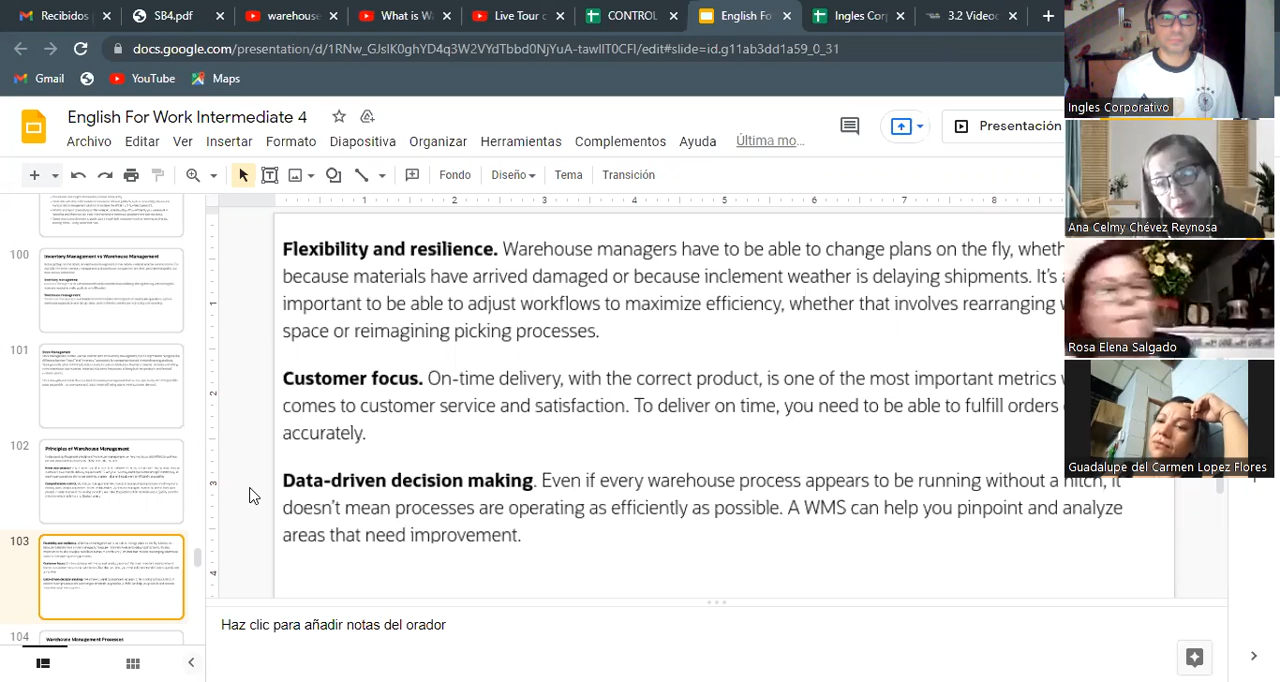 Recibidos
SB4.pdf
warehouse
What is W
Live Tour c
CONTROL
English Fo
Ingles Cor
3.2 Videoc
docs.google.com/presentation/d/1RNw_GJslK0ghYD4q3W2VYdTbbd0NjYuA-tawIIT0CFI/edit#slide=id.g11ab3dd1a59_0_31
Gmail
YouTube
Maps
Ingles Corporativo
English For Work Intermediate 4
Presentación
Archivo Editar Ver Insertar Formato Diapositiva Organizar Herramientas Complementos Ayuda Última mo...
Fondo Diseño Tema Transición
Ana Celmy Chévez Reynosa
Flexibility and resilience. Warehouse managers have to be able to change plans on the fly, wheth
because materials have arrived damaged or because inclement weather is delaying shipments. It's a
important to be able to adjust workflows to maximize efficiency, whether that involves rearranging w
space or reimagining picking processes.
Customer focus. On-time delivery, with the correct product, is one of the most important metrics w
comes to customer service and satisfaction. To deliver on time, you need to be able to fulfill orders
accurately.
Data-driven decision making. Even if every warehouse process appears to be running without a hitch, it
doesn't mean processes are operating as efficiently as possible. A WMS can help you pinpoint and analyze
areas that need improvement.
Rosa Elena Salgado
Guadalupe del Carmen Lopez Flores
100
Inventory Management vs Warehouse Management
101
102
Principles of Warehouse Management
103
104
Warehouse Management Processes
Haz clic para añadir notas del orador